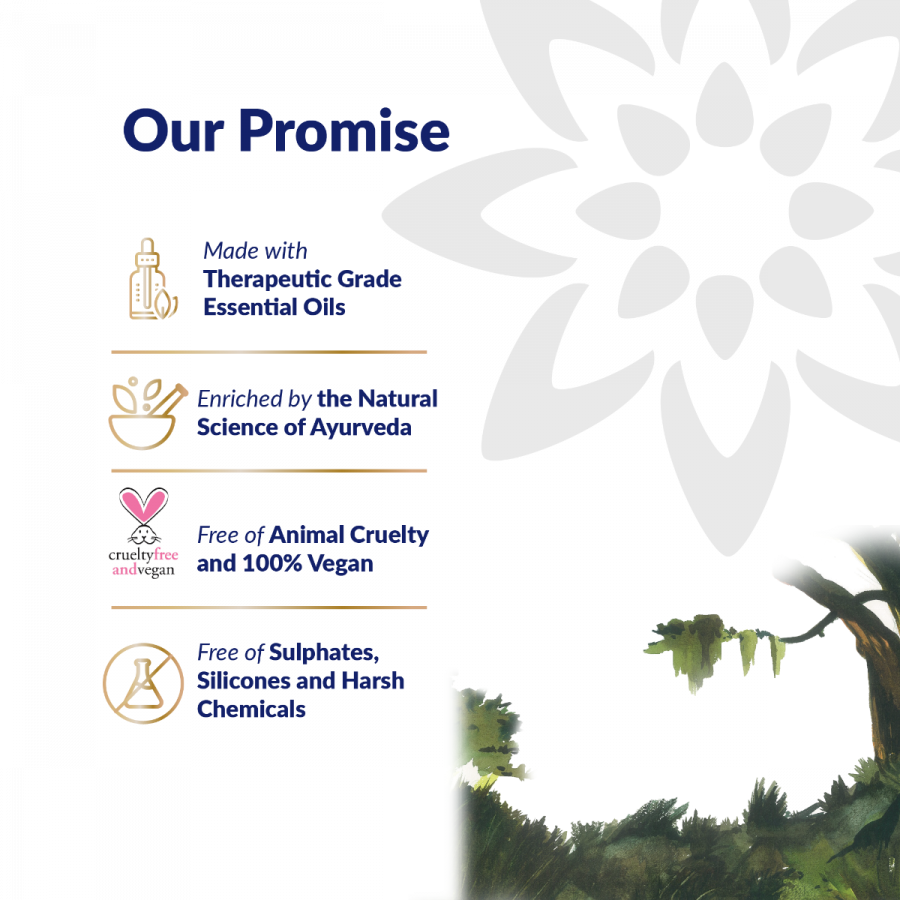 Our Promise
Made with
Therapeutic Grade
Essential Oils
Enriched by the Natural
Science of Ayurveda
crueltyfree
andvegan
Free of Animal Cruelty
and 100% Vegan
Free of Sulphates,
Silicones and Harsh
Chemicals